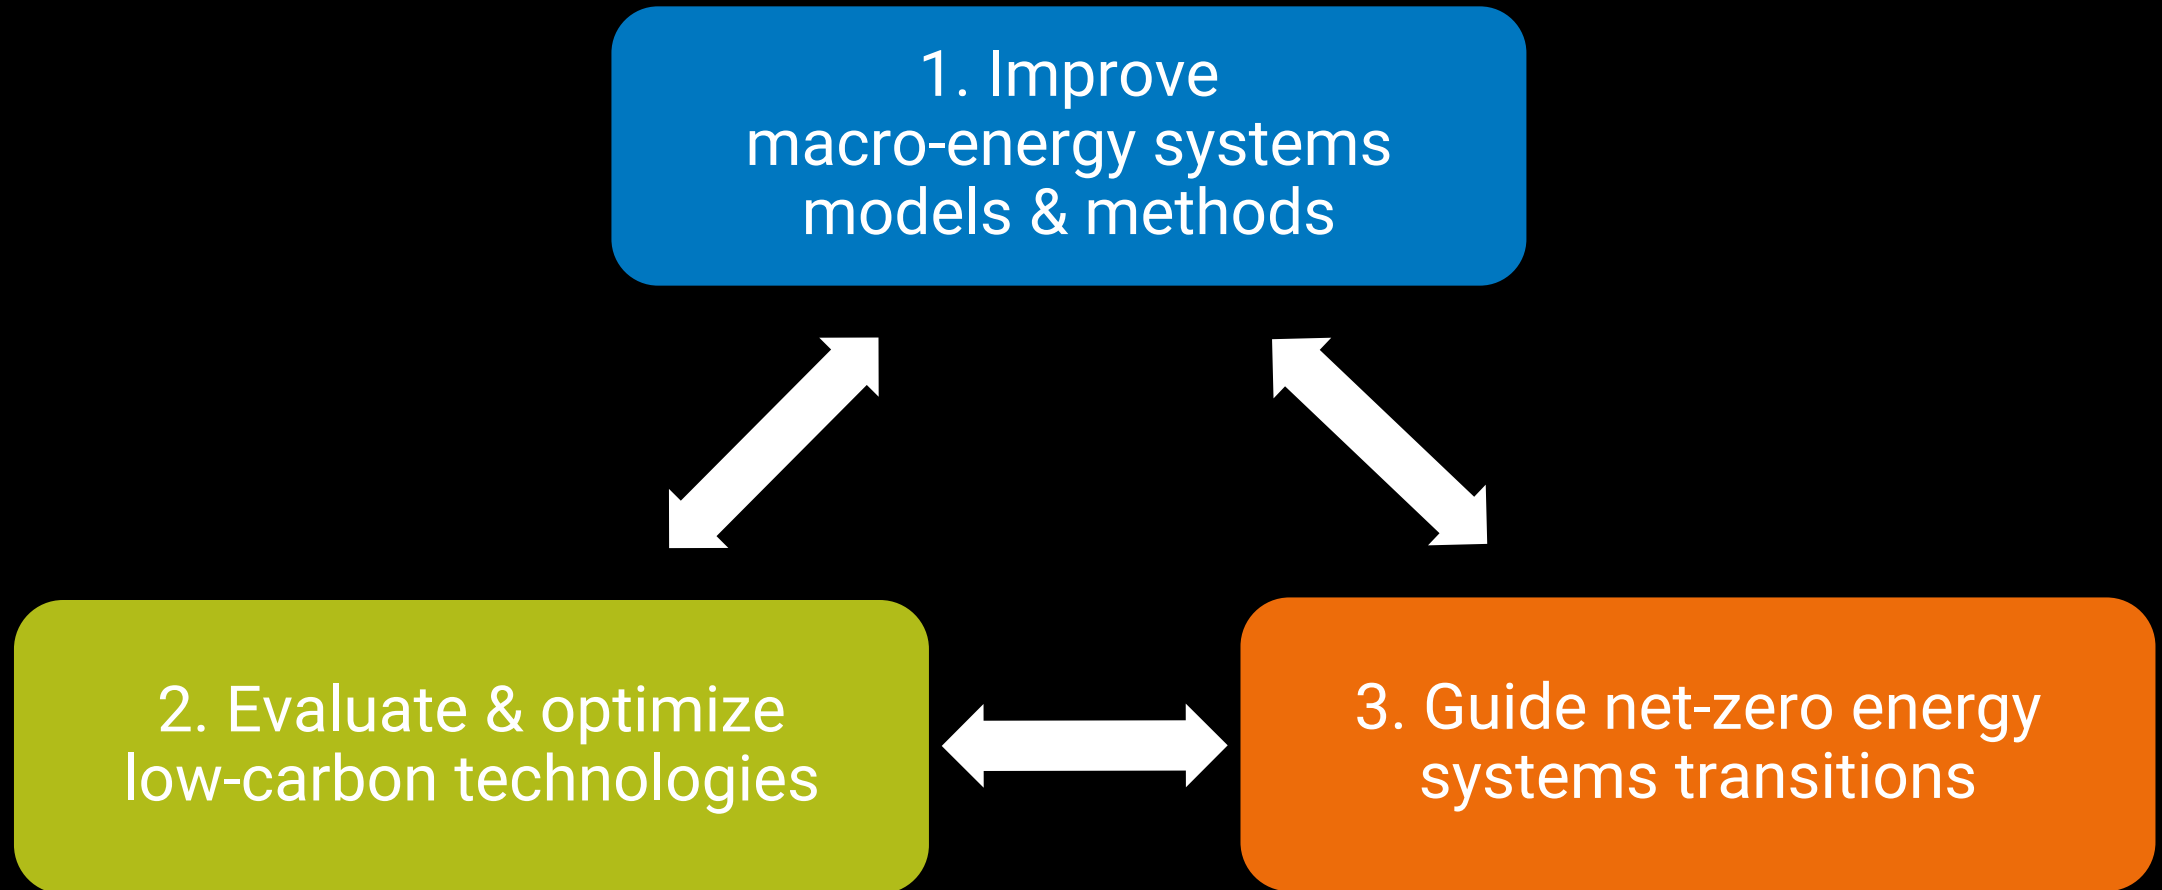 1. Improve
macro-energy systems
models & methods
2. Evaluate & optimize
low-carbon technologies
3. Guide net-zero energy
systems transitions